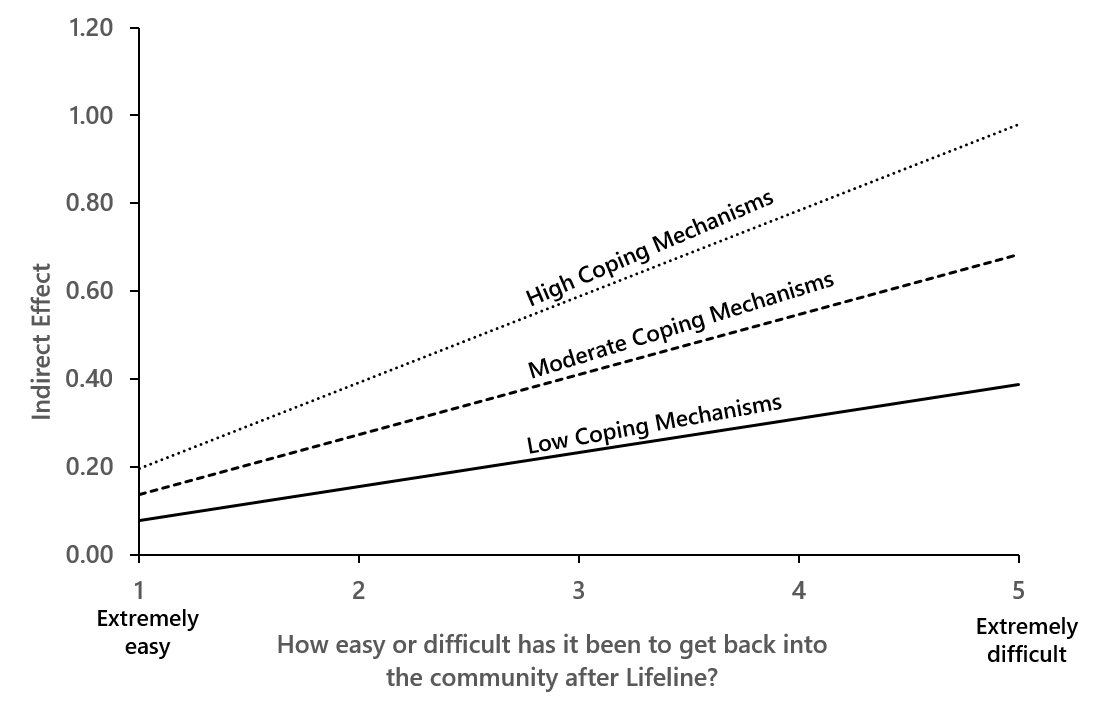 1.20
1.00
0.80
0.60
0.40
0.20
0.00
Indirect Effect
High Coping Mechanisms
Moderate Coping Mechanisms
Low Coping Mechanisms
1 2 3 4 5
Extremely
easy
Extremely
difficult
How easy or difficult has it been to get back into
the community after Lifeline?